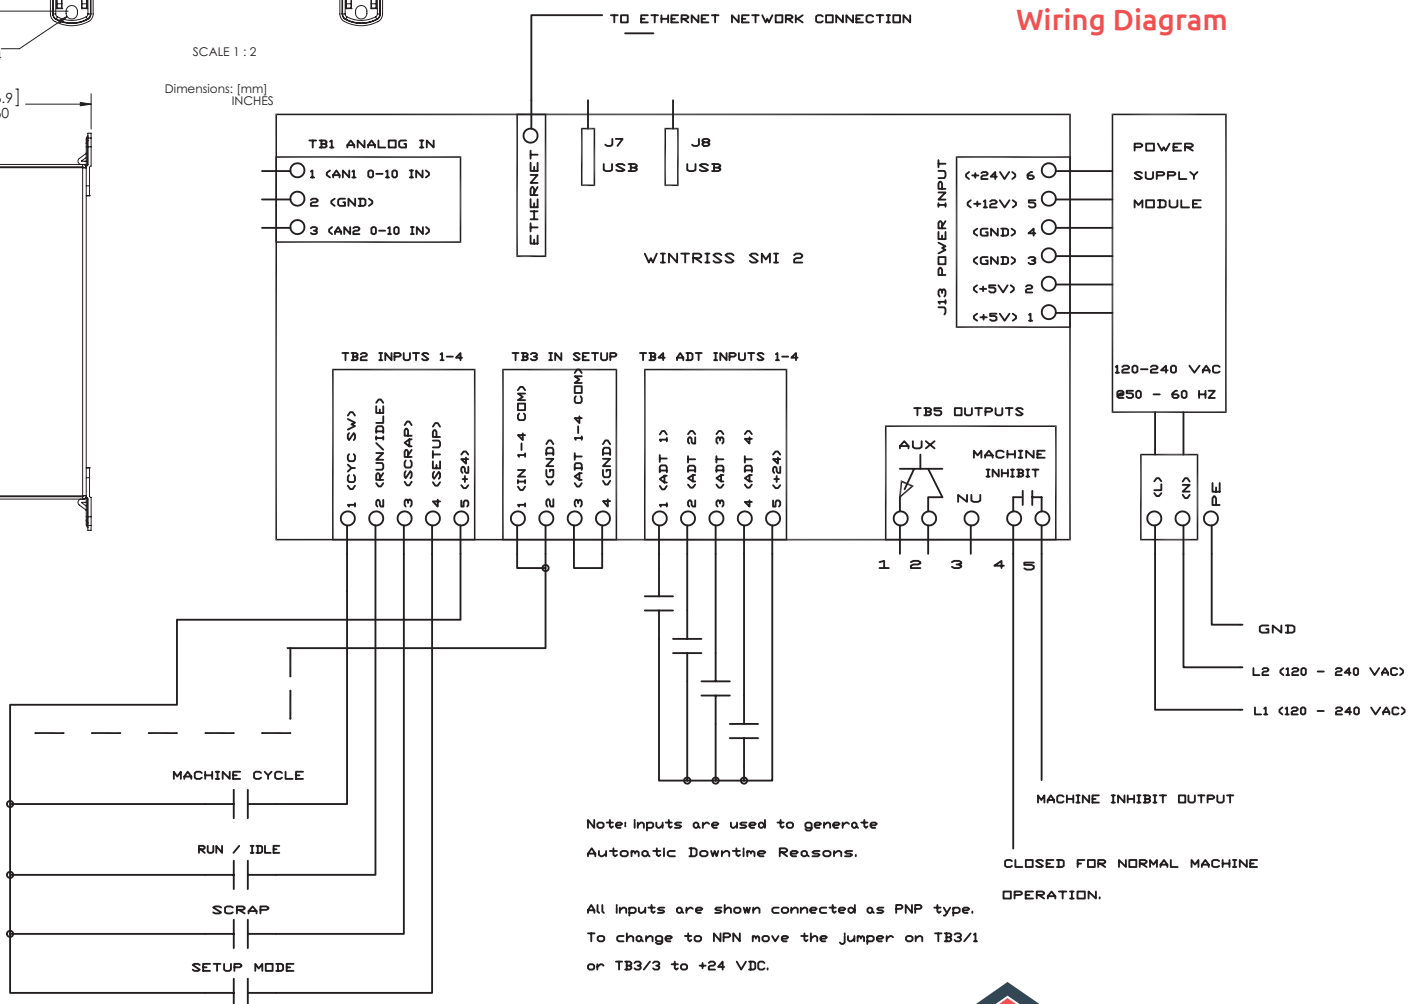 Wiring Diagram
TO ETHERNET NETWORK CONNECTION
SCALE 1 : 2
Dimensions: [mm]
INCHES
TB1 ANALOG IN
1 (AN1 0-10 IN)
2 (GND)
3 (AN2 0-10 IN)
ETHERNET
J7
USB
J8
USB
WINTRISS SMI 2
J13 POWER INPUT
(+24V) 6
(+12V) 5
(GND) 4
(GND) 3
(+5V) 2
(+5V) 1
POWER
SUPPLY
MODULE
120-240 VAC
@50 - 60 HZ
TB2 INPUTS 1-4
1 (CYC SW)
2 (RUN/IDLE)
3 (SCRAP)
4 (SETUP)
5 (+24)
TB3 IN SETUP
1 (IN 1-4 COM)
2 (GND)
3 (ADT 1-4 COM)
4 (GND)
TB4 ADT INPUTS 1-4
1 (ADT 1)
2 (ADT 2)
3 (ADT 3)
4 (ADT 4)
5 (+24)
TB5 OUTPUTS
AUX
MACHINE
INHIBIT
NU
1 2 3 4 5
(L)
(N)
PE
GND
L2 (120 - 240 VAC)
L1 (120 - 240 VAC)
MACHINE CYCLE
RUN / IDLE
SCRAP
SETUP MODE
MACHINE INHIBIT OUTPUT
CLOSED FOR NORMAL MACHINE
OPERATION.
Note: Inputs are used to generate
Automatic Downtime Reasons.
All Inputs are shown connected as PNP type.
To change to NPN move the jumper on TB3/1
or TB3/3 to +24 VDC.